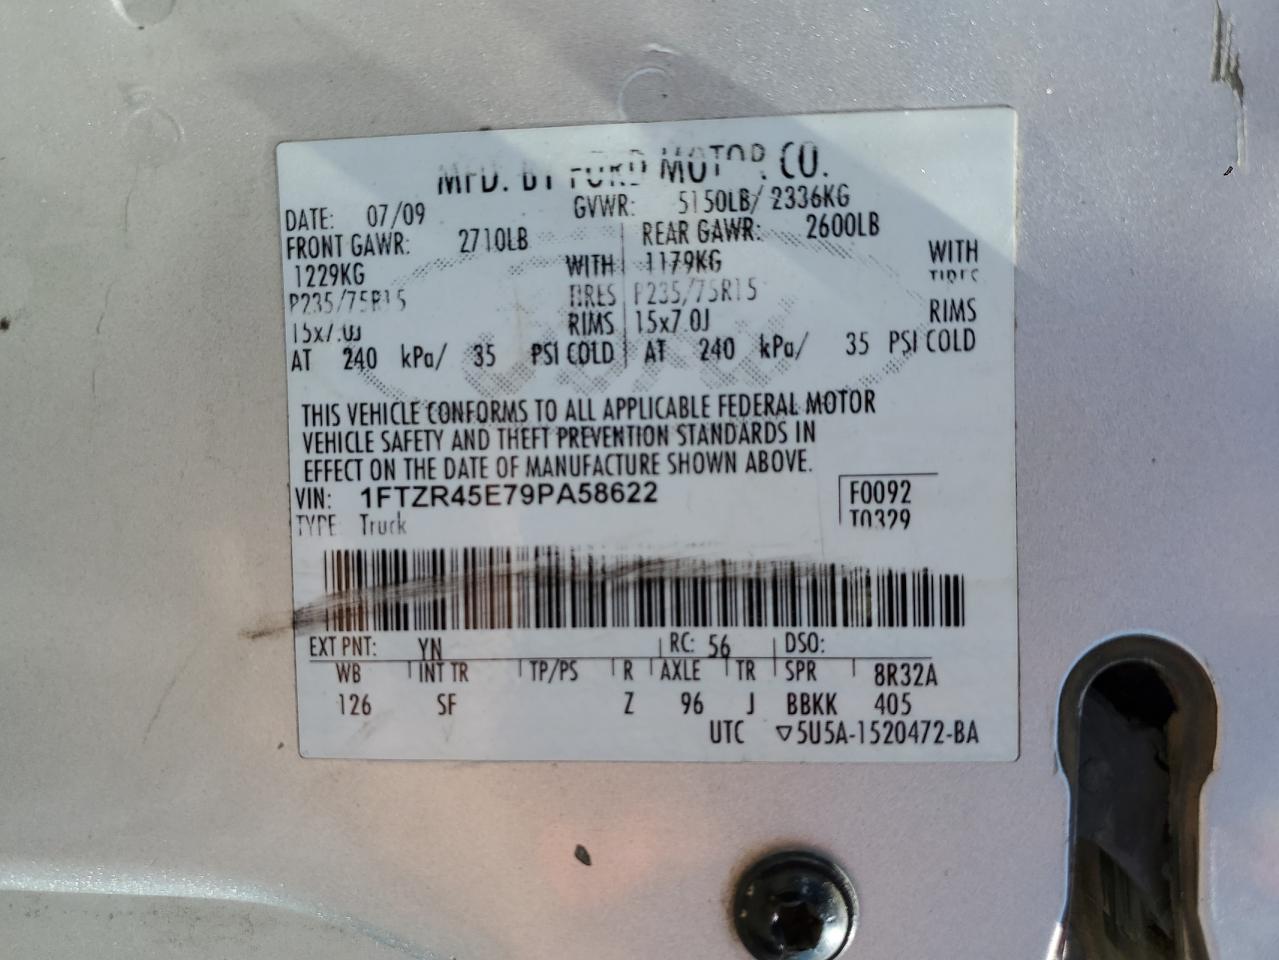 MFD. BY FORD MOTOR CO.
DATE: 07/09 GVWR: 5150LB/ 2336KG
FRONT GAWR: 2710LB REAR GAWR: 2600LB
1229KG WITH 1179KG WITH
P235/75R15 TIRES P235/75R15 TIRES
15x7.0J RIMS 15x7.0J RIMS
AT 240 kPa/ 35 PSI COLD AT 240 kPa/ 35 PSI COLD
THIS VEHICLE CONFORMS TO ALL APPLICABLE FEDERAL MOTOR
VEHICLE SAFETY AND THEFT PREVENTION STANDARDS IN
EFFECT ON THE DATE OF MANUFACTURE SHOWN ABOVE.
VIN: 1FTZR45E79PA58622 F0092
TYPE Truck T0329
EXT PNT: YN RC: 56 DSO:
WB INT TR TP/PS R AXLE TR SPR 8R32A
126 SF Z 96 J BBKK 405
UTC ▽5U5A-1520472-BA